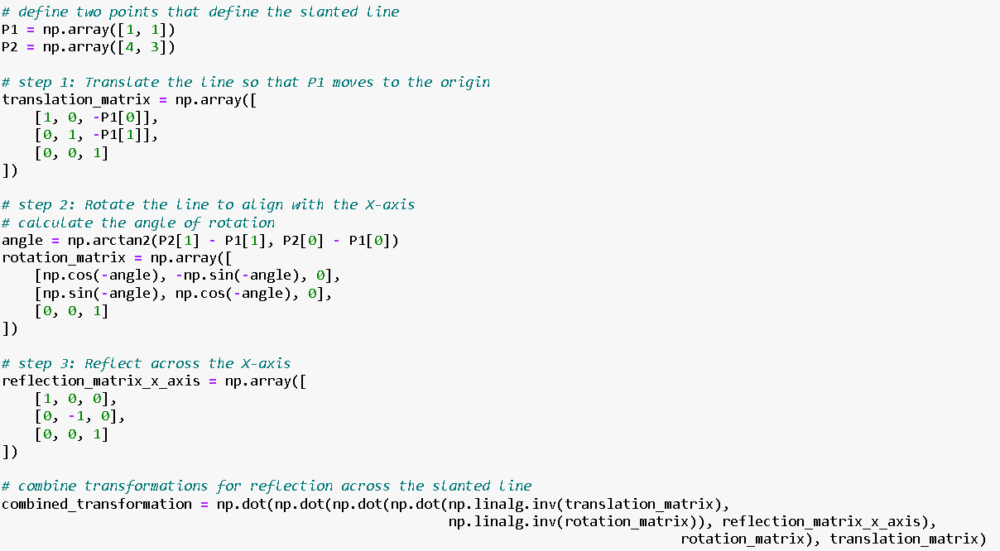 # define two points that define the slanted line
P1 = np.array([1, 1])
P2 = np.array([4, 3])
# step 1: Translate the line so that P1 moves to the origin
translation_matrix = np.array([
    [1, 0, -P1[0]],
    [0, 1, -P1[1]],
    [0, 0, 1]
])
# step 2: Rotate the line to align with the X-axis
# calculate the angle of rotation
angle = np.arctan2(P2[1] - P1[1], P2[0] - P1[0])
rotation_matrix = np.array([
    [np.cos(-angle), -np.sin(-angle), 0],
    [np.sin(-angle), np.cos(-angle), 0],
    [0, 0, 1]
])
# step 3: Reflect across the X-axis
reflection_matrix_x_axis = np.array([
    [1, 0, 0],
    [0, -1, 0],
    [0, 0, 1]
])
# combine transformations for reflection across the slanted line
combined_transformation = np.dot(np.dot(np.dot(np.dot(np.linalg.inv(translation_matrix),
                                                      np.linalg.inv(rotation_matrix)), reflection_matrix_x_axis),
                                                                                  rotation_matrix), translation_matrix)